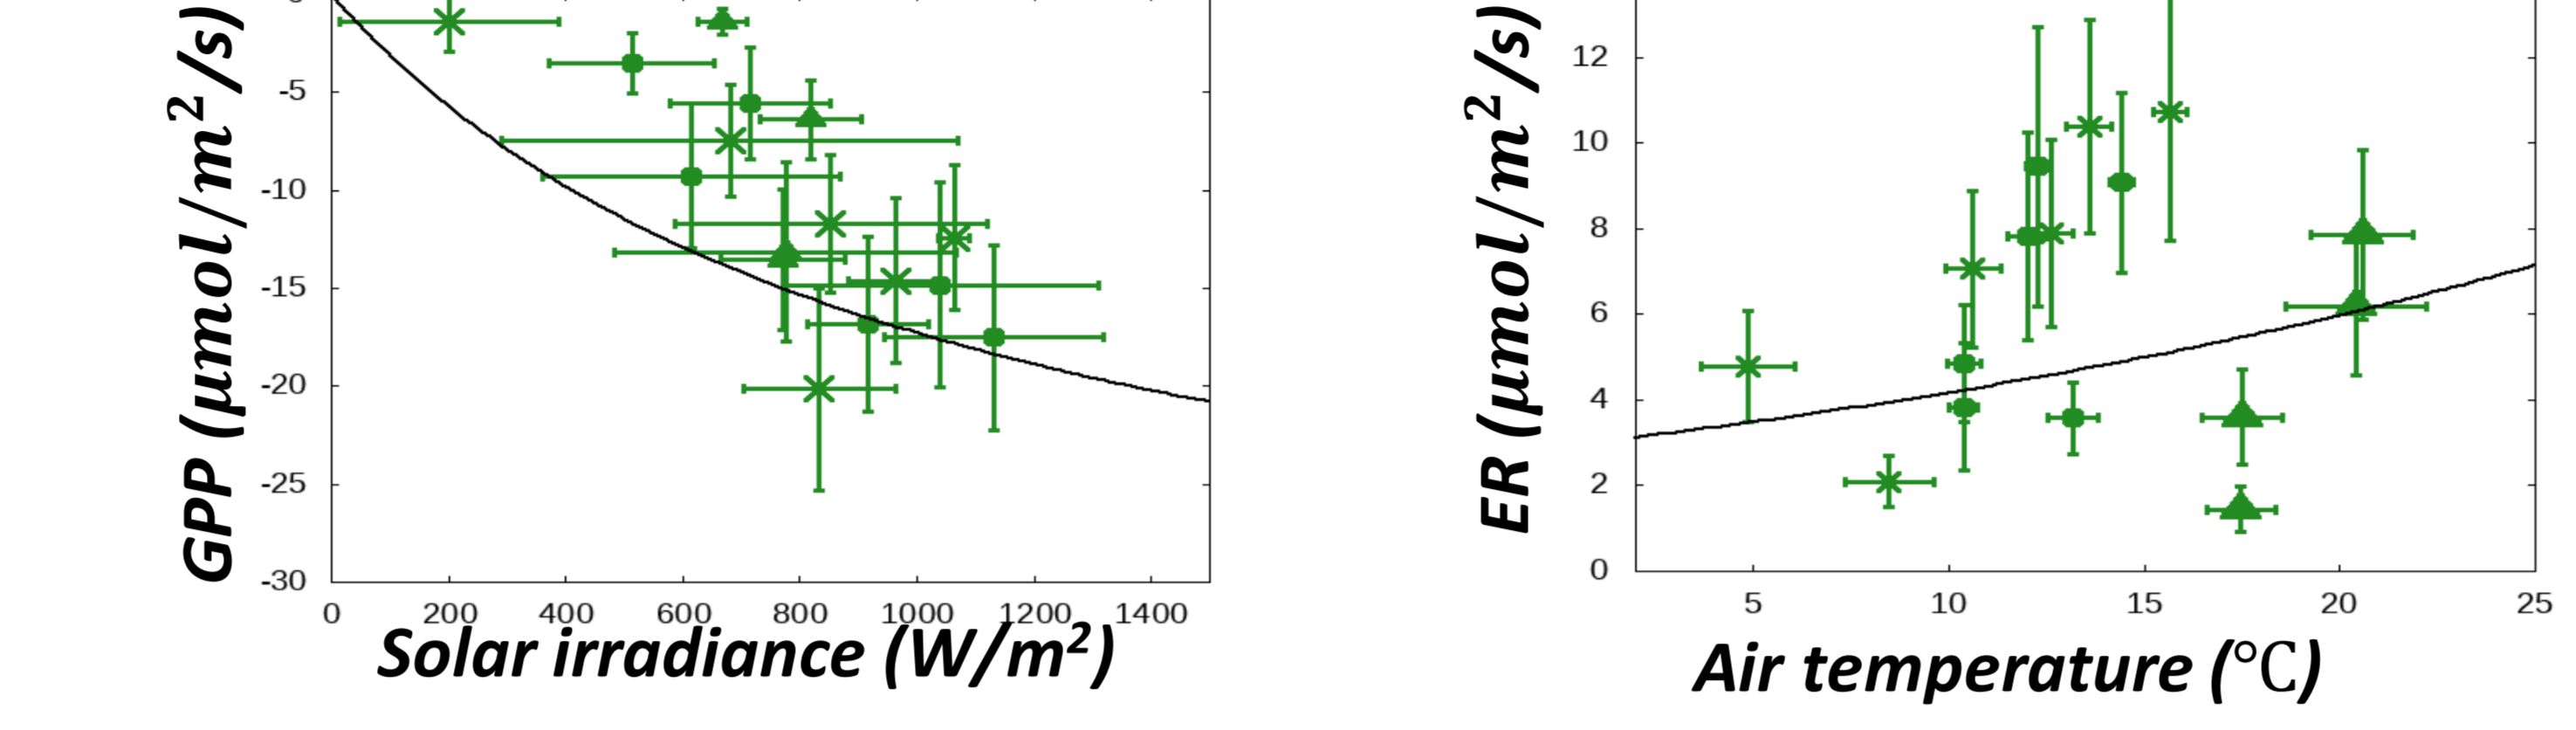 GPP (μmol/m²/s)
-5
-10
-15
-20
-25
-30
0 200 400 600 800 1000 1200 1400
Solar irradiance (W/m²)
ER (μmol/m²/s)
12
10
8
6
4
2
0
5 10 15 20 25
Air temperature (°C)